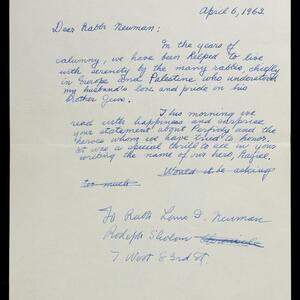 April 6, 1962
Dear Rabbi Newman:
In the years of
calumny, we have been helped to live
with serenity by the many rabbis chiefly
in Europe and Palestine who understood
my husband's love and pride in his
brother Jews.
This morning we
read with happiness and surprise
your statement about Perfidy and the
heroes whom we have tried to honor.
It was a special thrill to all in your
writing the name of our hero,
Would it be asking
too much
To Rabbi Louis I. Newman
Rodeph Sholom
7 West 83rd St.